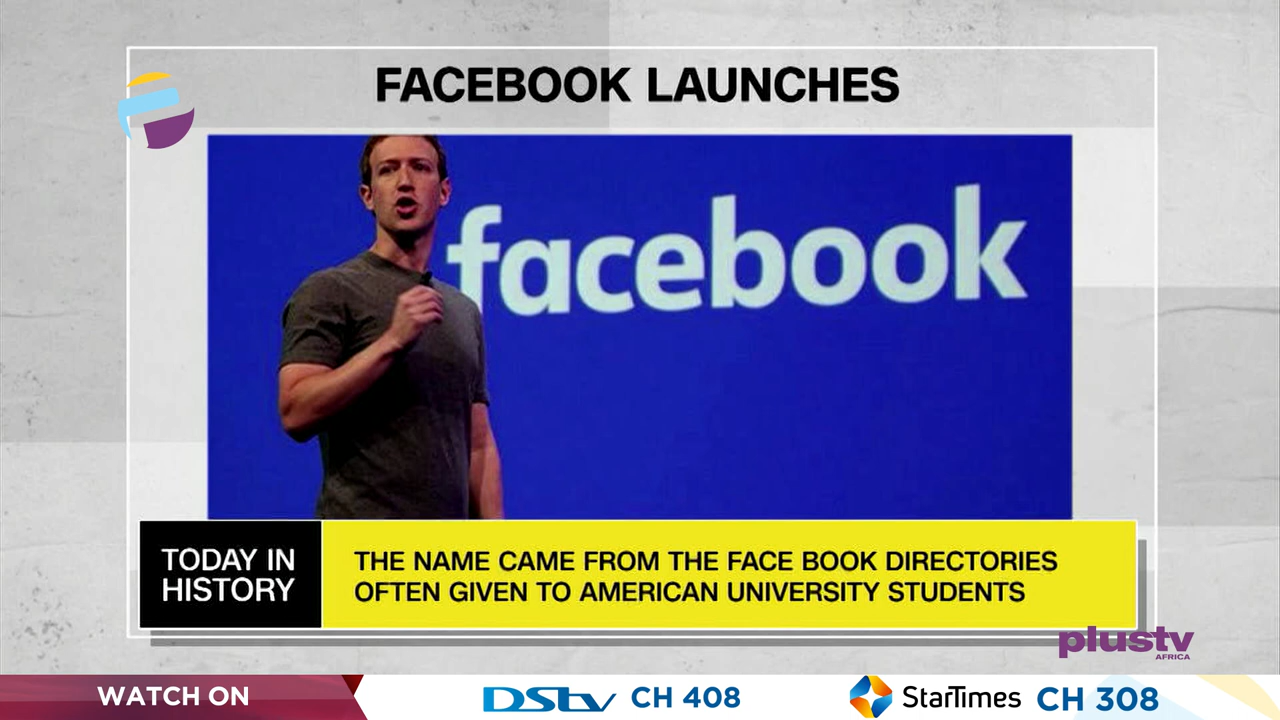 FACEBOOK LAUNCHES
facebook
TODAY IN
HISTORY
THE NAME CAME FROM THE FACE BOOK DIRECTORIES
OFTEN GIVEN TO AMERICAN UNIVERSITY STUDENTS
plustv
AFRICA
WATCH ON
DStv CH 408
StarTimes CH 308